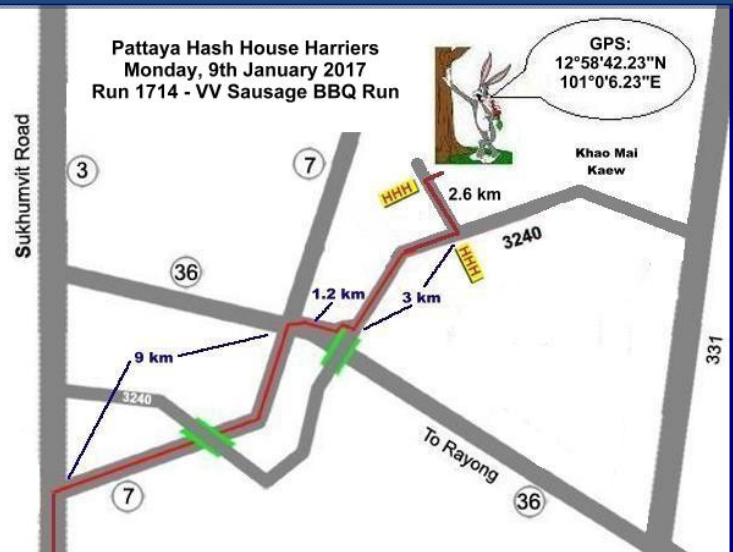 Pattaya Hash House Harriers
Monday, 9th January 2017
Run 1714 - VV Sausage BBQ Run
GPS:
12°58'42.23"N
101°0'6.23"E
Sukhumvit Road
3
7
Khao Mai
Kaew
HHH
2.6 km
3240
HHH
36
1.2 km
3 km
9 km
331
3240
To Rayong
7
36